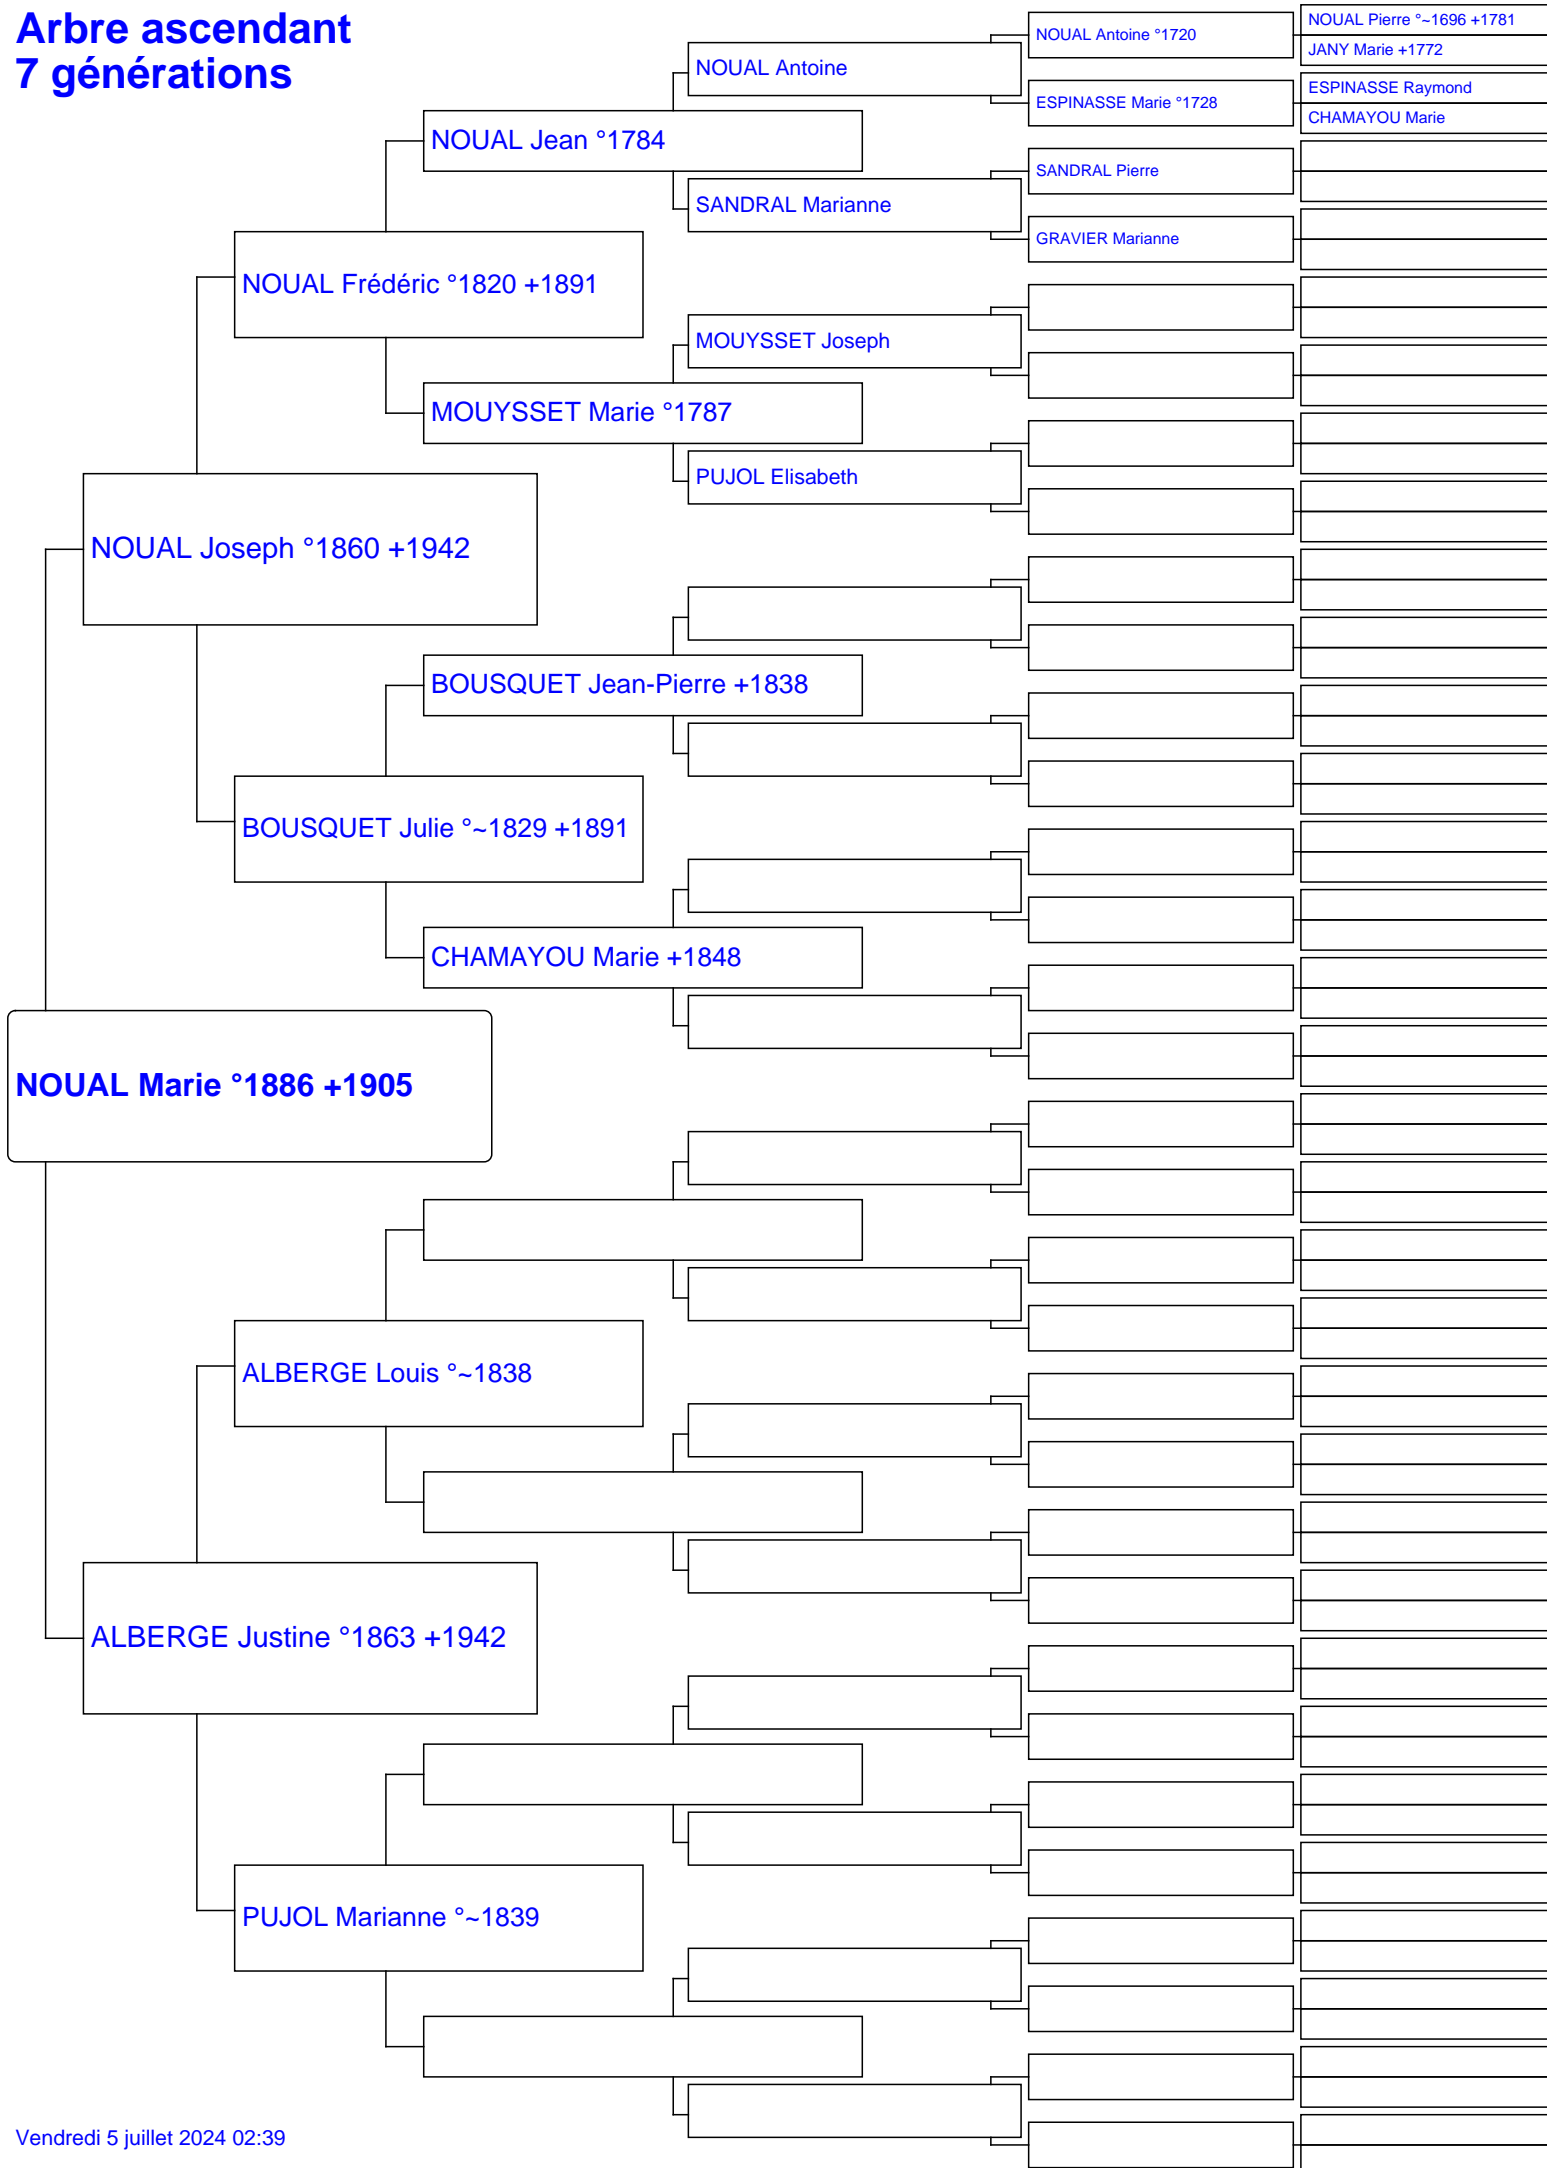 Arbre ascendant
7 générations
NOUAL Pierre °~1696 +1781
NOUAL Antoine °1720
JANY Marie +1772
NOUAL Antoine
ESPINASSE Raymond
ESPINASSE Marie °1728
CHAMAYOU Marie
NOUAL Jean °1784
SANDRAL Pierre
SANDRAL Marianne
GRAVIER Marianne
NOUAL Frédéric °1820 +1891
MOUYSSET Joseph
MOUYSSET Marie °1787
PUJOL Elisabeth
NOUAL Joseph °1860 +1942
BOUSQUET Jean-Pierre +1838
BOUSQUET Julie °~1829 +1891
CHAMAYOU Marie +1848
NOUAL Marie °1886 +1905
ALBERGE Louis °~1838
ALBERGE Justine °1863 +1942
PUJOL Marianne °~1839
Vendredi 5 juillet 2024 02:39